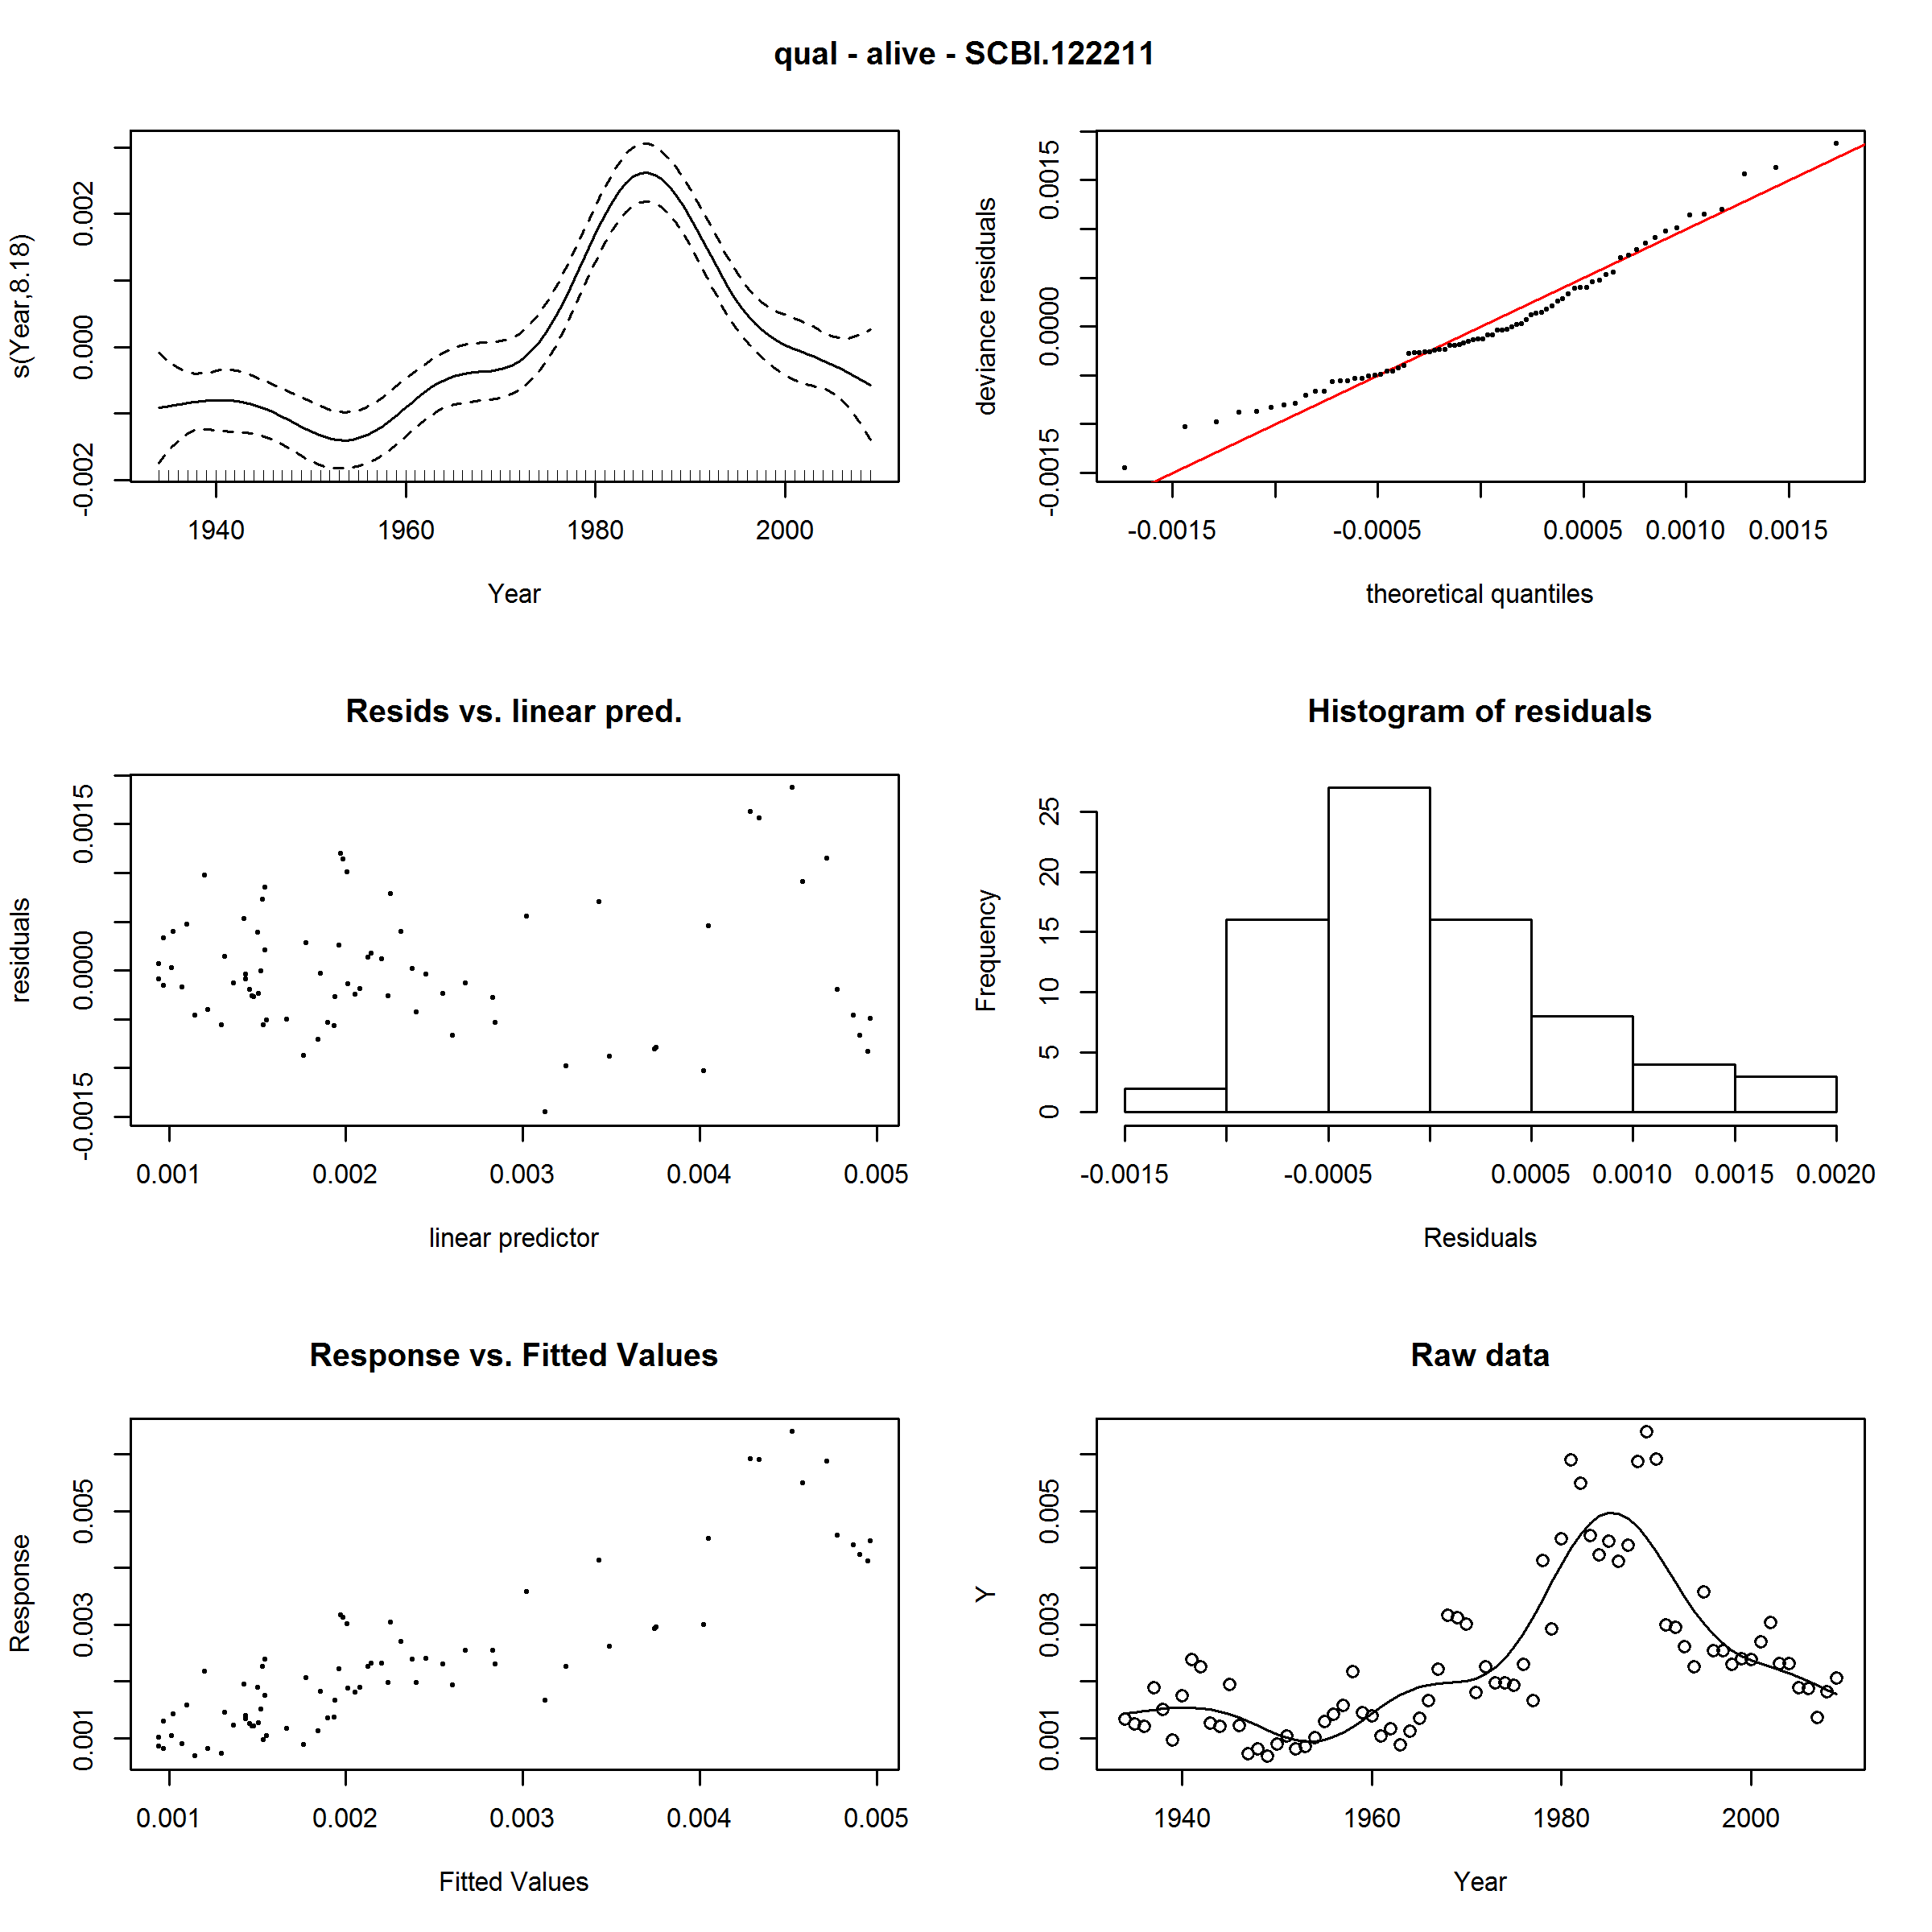 qual - alive - SCBI.122211
s(Year,8.18)
-0.002 0.000 0.002
1940 1960 1980 2000
Year
deviance residuals
-0.0015 0.0000 0.0015
-0.0015 -0.0005 0.0005 0.0010 0.0015
theoretical quantiles
Resids vs. linear pred.
residuals
-0.0015 0.0000 0.0015
0.001 0.002 0.003 0.004 0.005
linear predictor
Histogram of residuals
Frequency
0 5 10 15 20 25
-0.0015 -0.0005 0.0005 0.0010 0.0015 0.0020
Residuals
Response vs. Fitted Values
Response
0.001 0.003 0.005
0.001 0.002 0.003 0.004 0.005
Fitted Values
Raw data
Y
0.001 0.003 0.005
1940 1960 1980 2000
Year